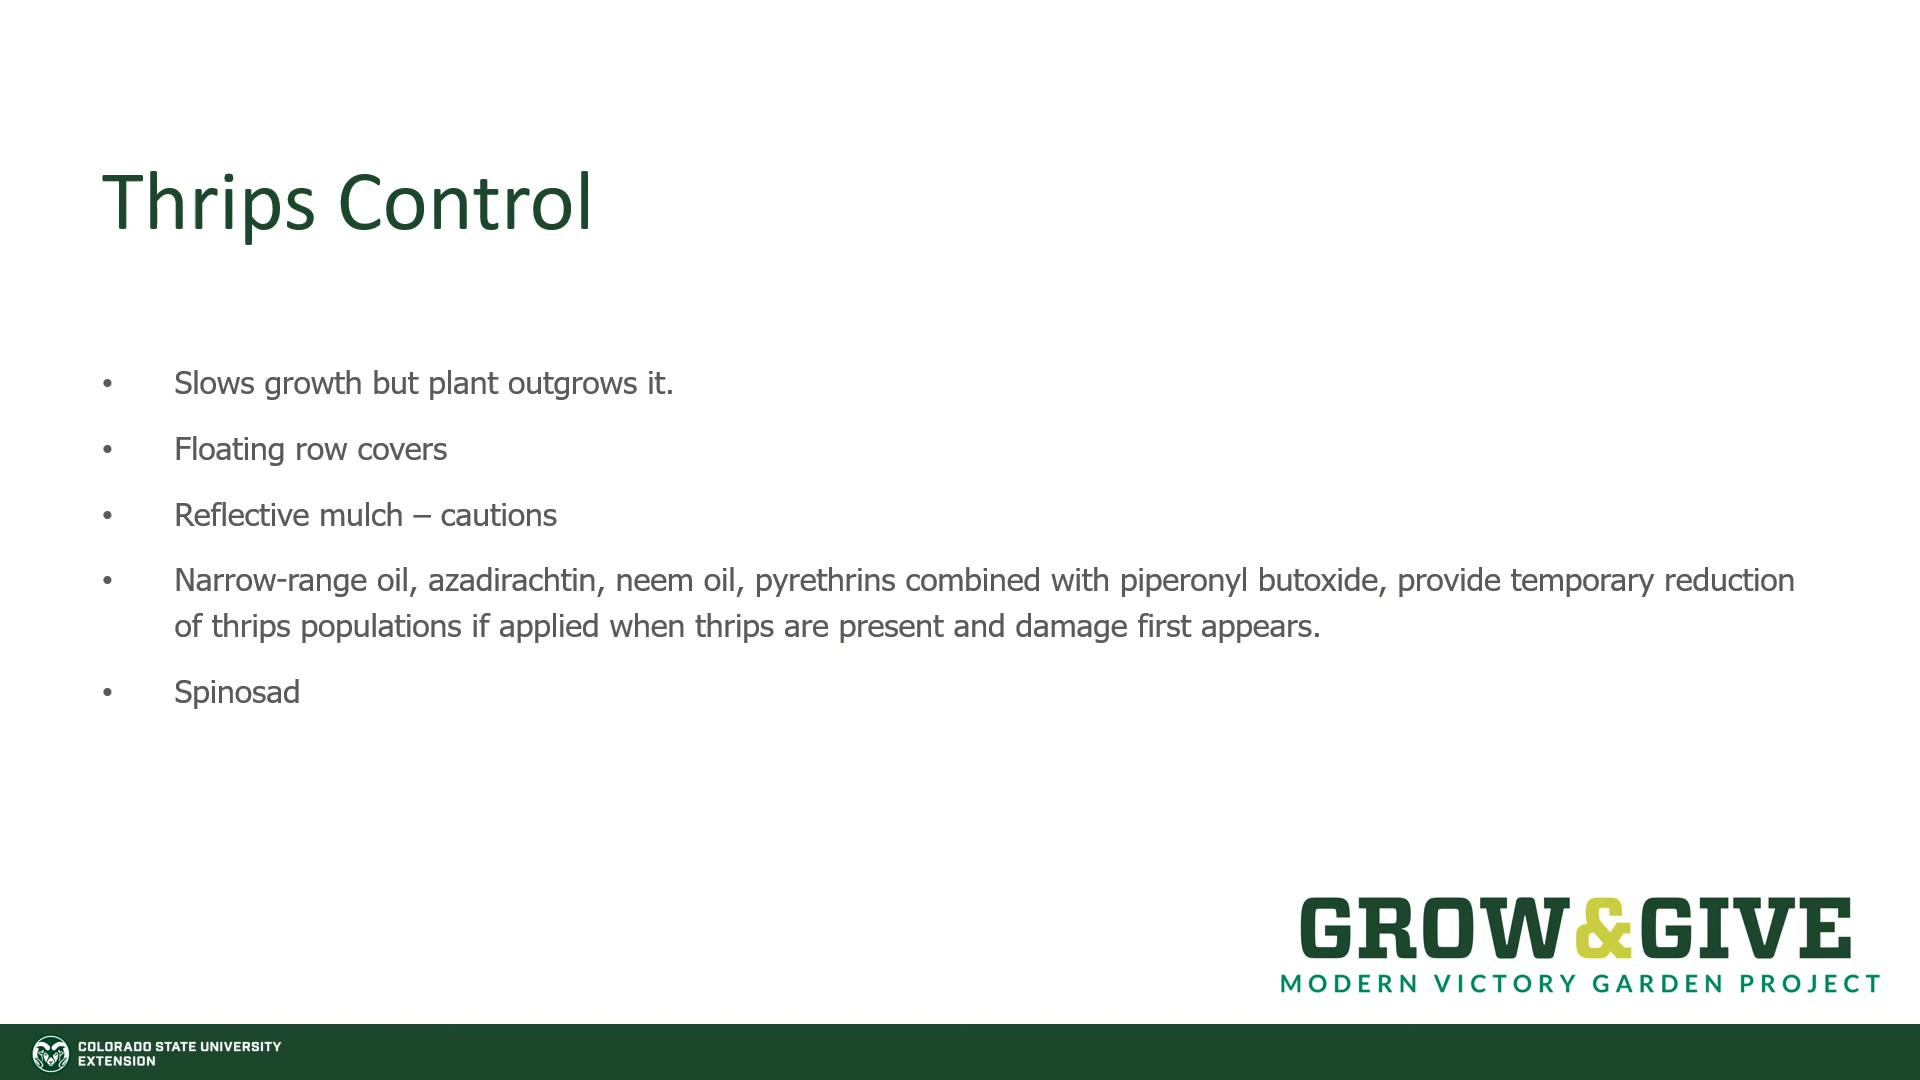 Thrips Control
• Slows growth but plant outgrows it.
• Floating row covers
• Reflective mulch – cautions
• Narrow-range oil, azadirachtin, neem oil, pyrethrins combined with piperonyl butoxide, provide temporary reduction
of thrips populations if applied when thrips are present and damage first appears.
• Spinosad
GROW&GIVE
MODERN VICTORY GARDEN PROJECT
COLORADO STATE UNIVERSITY
EXTENSION